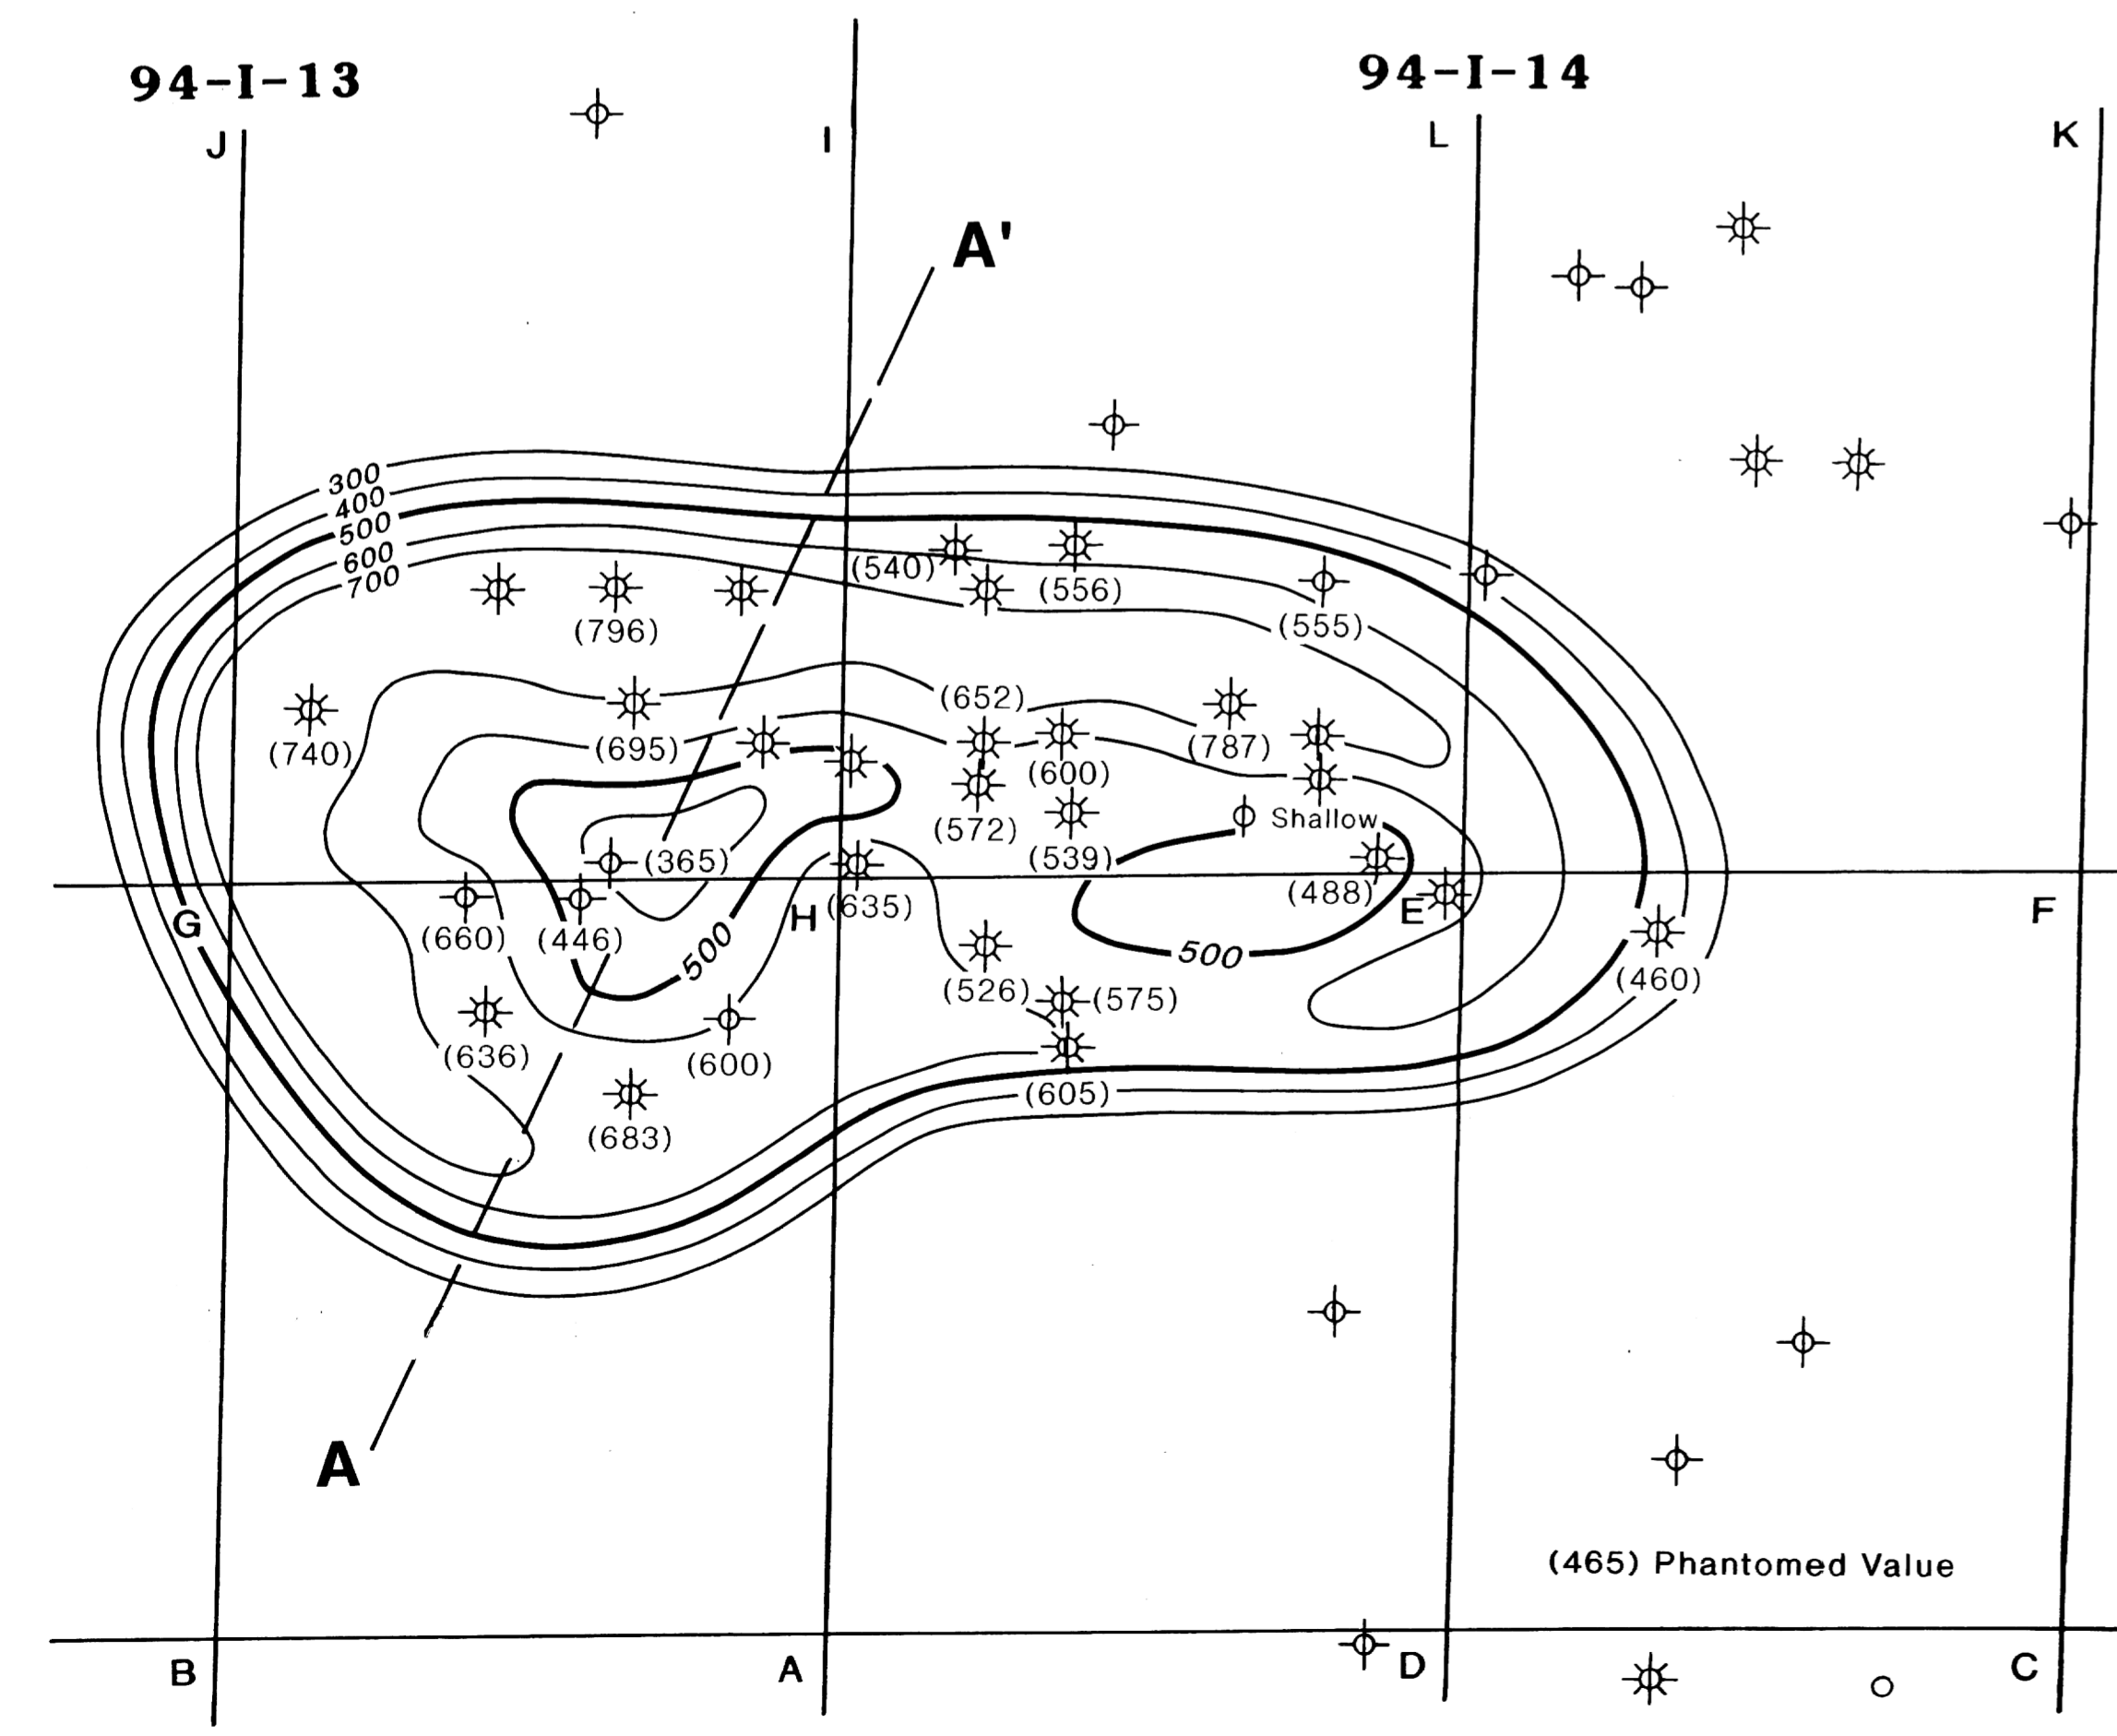 94-I-13
94-I-14
J
I
L
K
A'
300
400
500
600
700
(540)
(556)
(796)
(555)
(652)
(740)
(695)
(787)
(600)
(572)
Shallow
(365)
(539)
(488)
(635)
G
H
E
F
(660)
(446)
500
500
(526)
(575)
(460)
(636)
(600)
(605)
(683)
A
(465) Phantomed Value
B
A
D
C